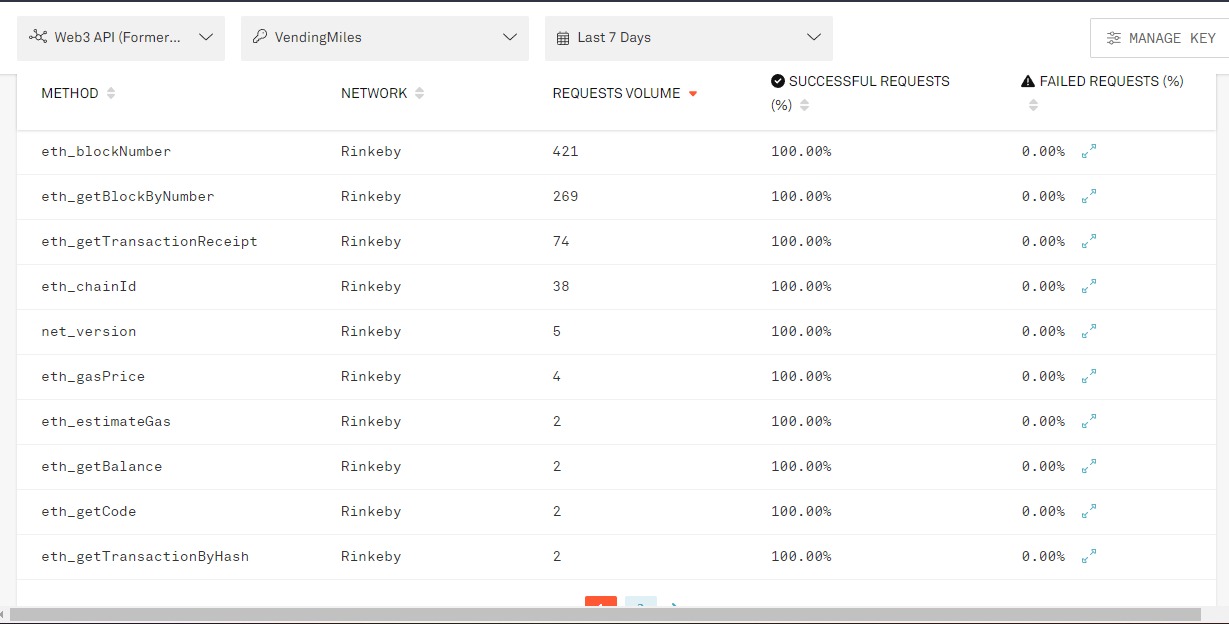 Web3 API (Former... VendingMiles Last 7 Days MANAGE KEY
METHOD NETWORK REQUESTS VOLUME SUCCESSFUL REQUESTS (%) FAILED REQUESTS (%)
eth_blockNumber Rinkeby 421 100.00% 0.00%
eth_getBlockByNumber Rinkeby 269 100.00% 0.00%
eth_getTransactionReceipt Rinkeby 74 100.00% 0.00%
eth_chainId Rinkeby 38 100.00% 0.00%
net_version Rinkeby 5 100.00% 0.00%
eth_gasPrice Rinkeby 4 100.00% 0.00%
eth_estimateGas Rinkeby 2 100.00% 0.00%
eth_getBalance Rinkeby 2 100.00% 0.00%
eth_getCode Rinkeby 2 100.00% 0.00%
eth_getTransactionByHash Rinkeby 2 100.00% 0.00%